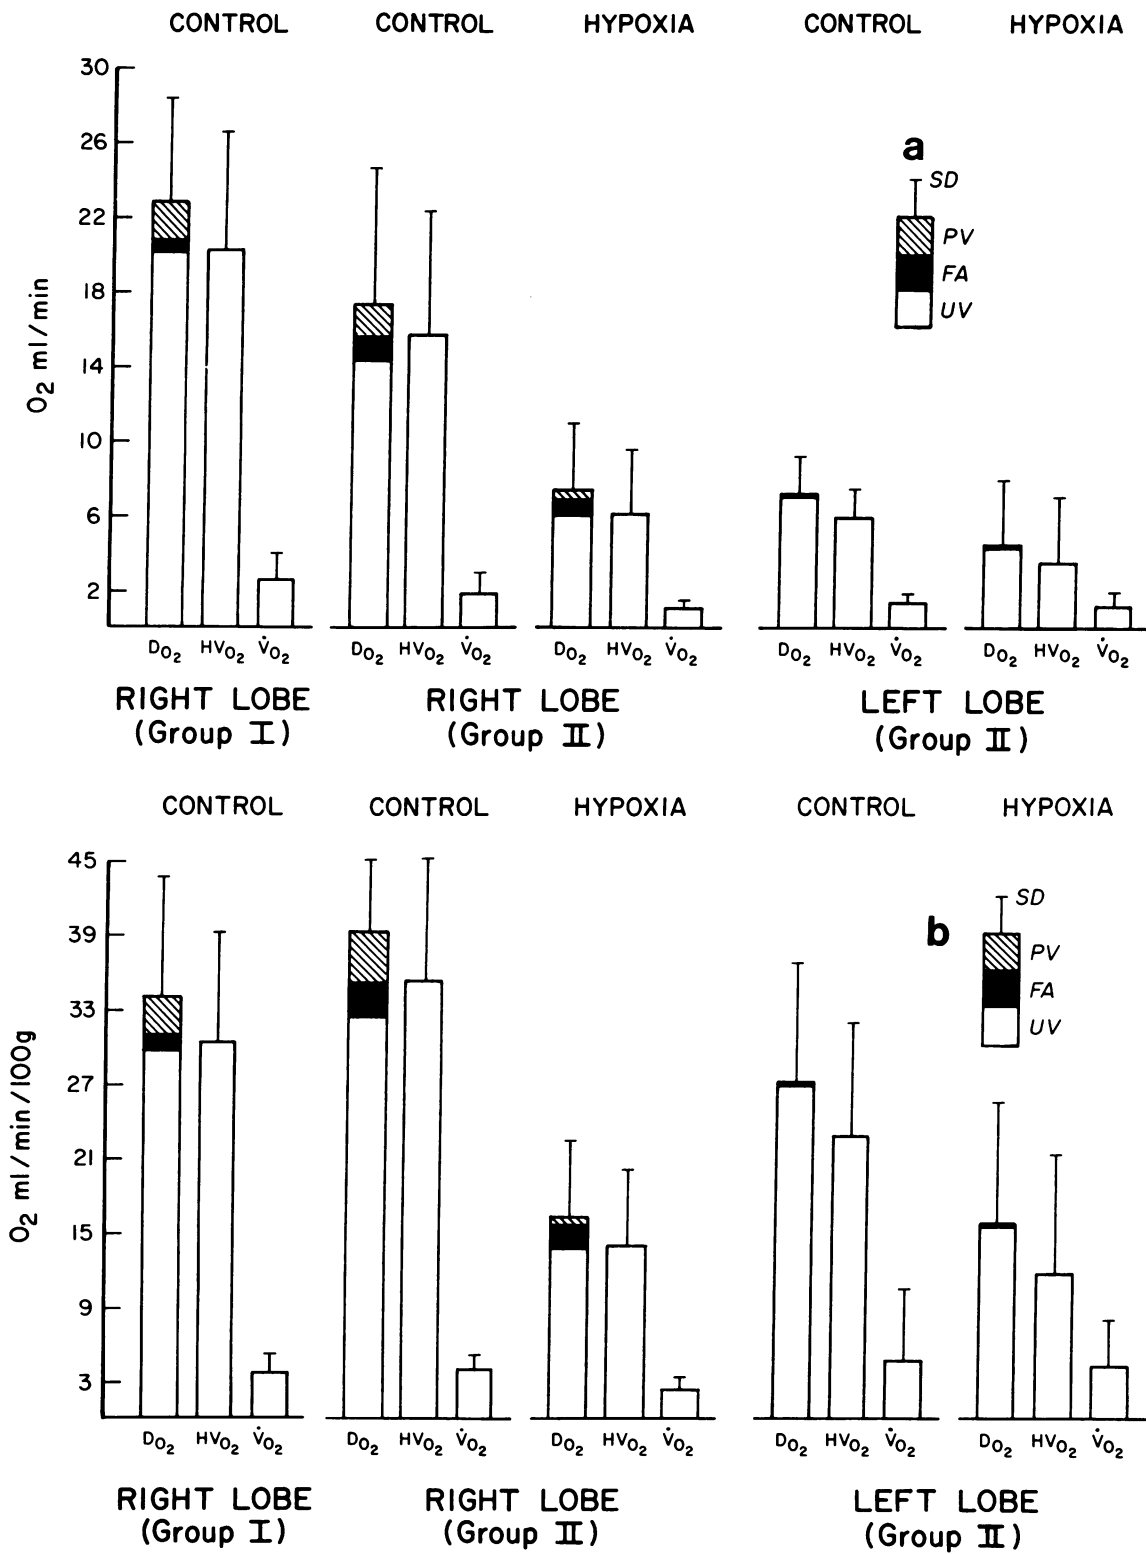 CONTROL CONTROL HYPOXIA CONTROL HYPOXIA
30
26
22
18
14
10
6
2
O2 ml/min
a
SD
PV
FA
UV
DO2 HVO2 V̇O2 DO2 HVO2 V̇O2 DO2 HVO2 V̇O2 DO2 HVO2 V̇O2 DO2 HVO2 V̇O2
RIGHT LOBE RIGHT LOBE LEFT LOBE
(Group I) (Group II) (Group II)
CONTROL CONTROL HYPOXIA CONTROL HYPOXIA
45
39
33
27
21
15
9
3
O2 ml/min/100g
b
SD
PV
FA
UV
DO2 HVO2 V̇O2 DO2 HVO2 V̇O2 DO2 HVO2 V̇O2 DO2 HVO2 V̇O2 DO2 HVO2 V̇O2
RIGHT LOBE RIGHT LOBE LEFT LOBE
(Group I) (Group II) (Group II)